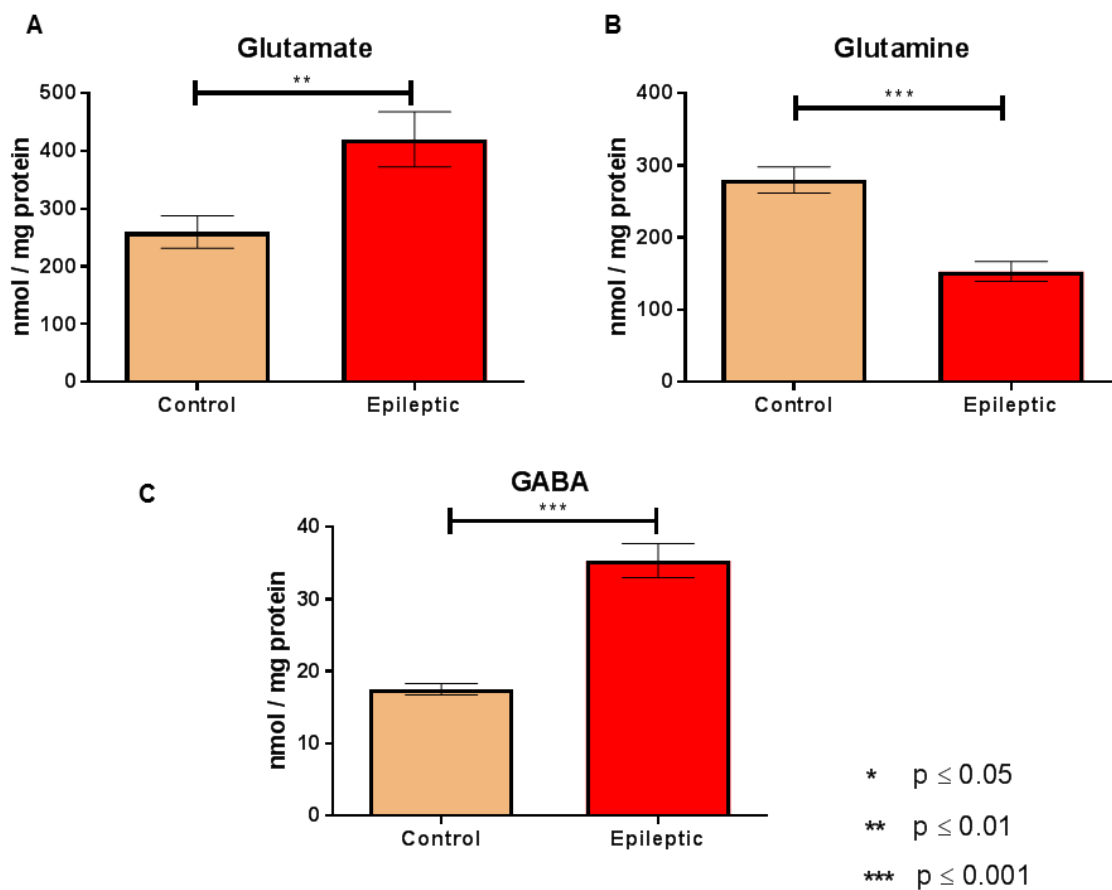 A
Glutamate
**
500
400
300
200
100
0
nmol / mg protein
Control Epileptic
B
Glutamine
***
400
300
200
100
0
nmol / mg protein
Control Epileptic
C
GABA
***
40
30
20
10
0
nmol / mg protein
Control Epileptic
* p ≤ 0.05
** p ≤ 0.01
*** p ≤ 0.001